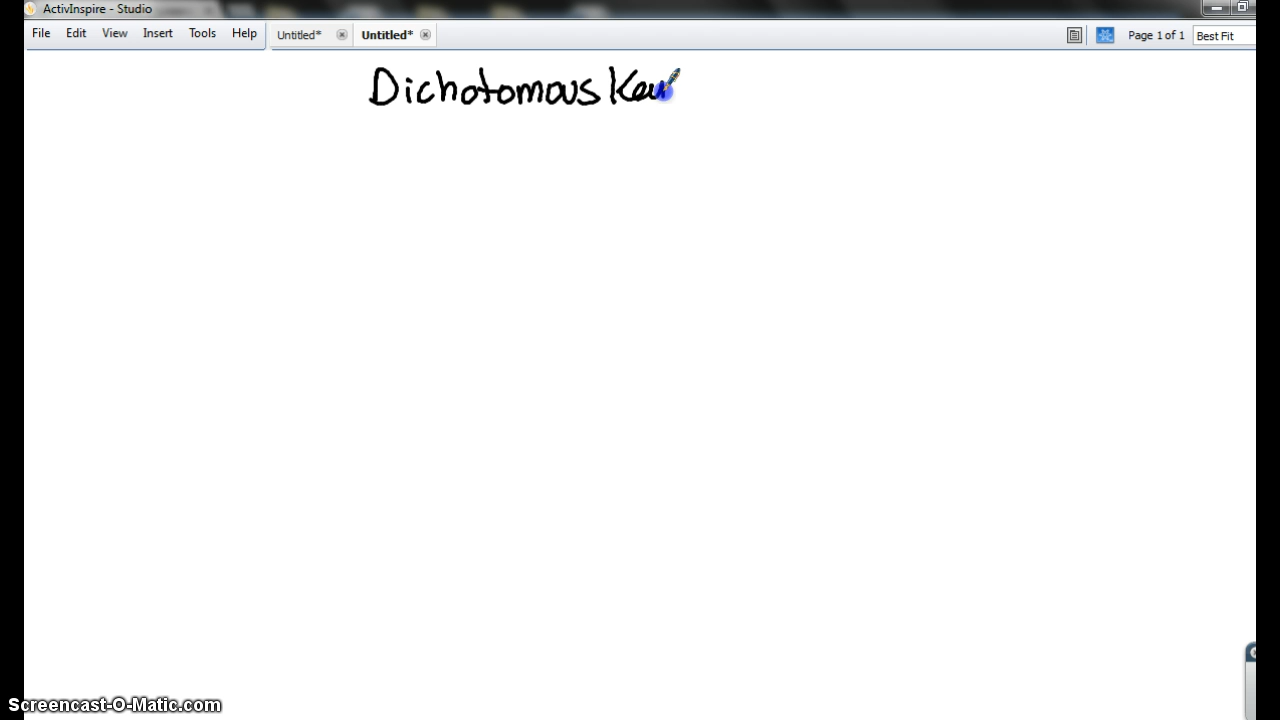 ActivInspire - Studio
File Edit View Insert Tools Help Untitled* Untitled* Page 1 of 1 Best Fit
Dichotomous
Screencast-O-Matic.com